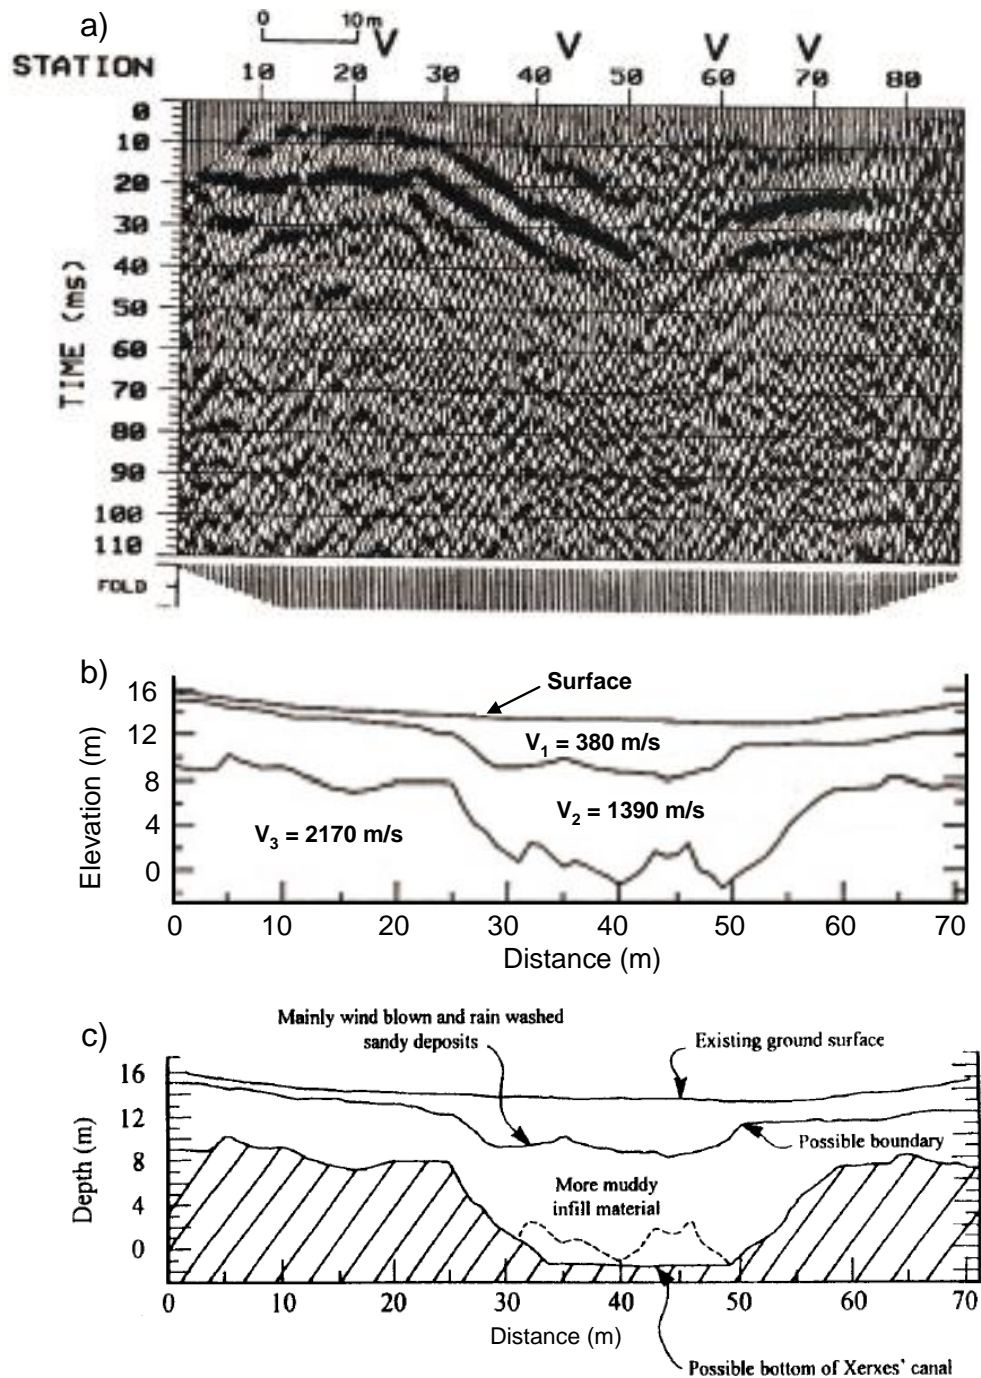 a)
0 10 m
V V V V
STATION 10 20 30 40 50 60 70 80
TIME (ms)
0
10
20
30
40
50
60
70
80
90
100
110
FOLD
b)
Elevation (m)
16
12
8
4
0
Surface
V1 = 380 m/s
V2 = 1390 m/s
V3 = 2170 m/s
0 10 20 30 40 50 60 70
Distance (m)
c)
Mainly wind blown and rain washed
sandy deposits
Existing ground surface
Depth (m)
16
12
8
4
0
Possible boundary
More muddy
infill material
0 10 20 30 40 50 60 70
Distance (m)
Possible bottom of Xerxes' canal